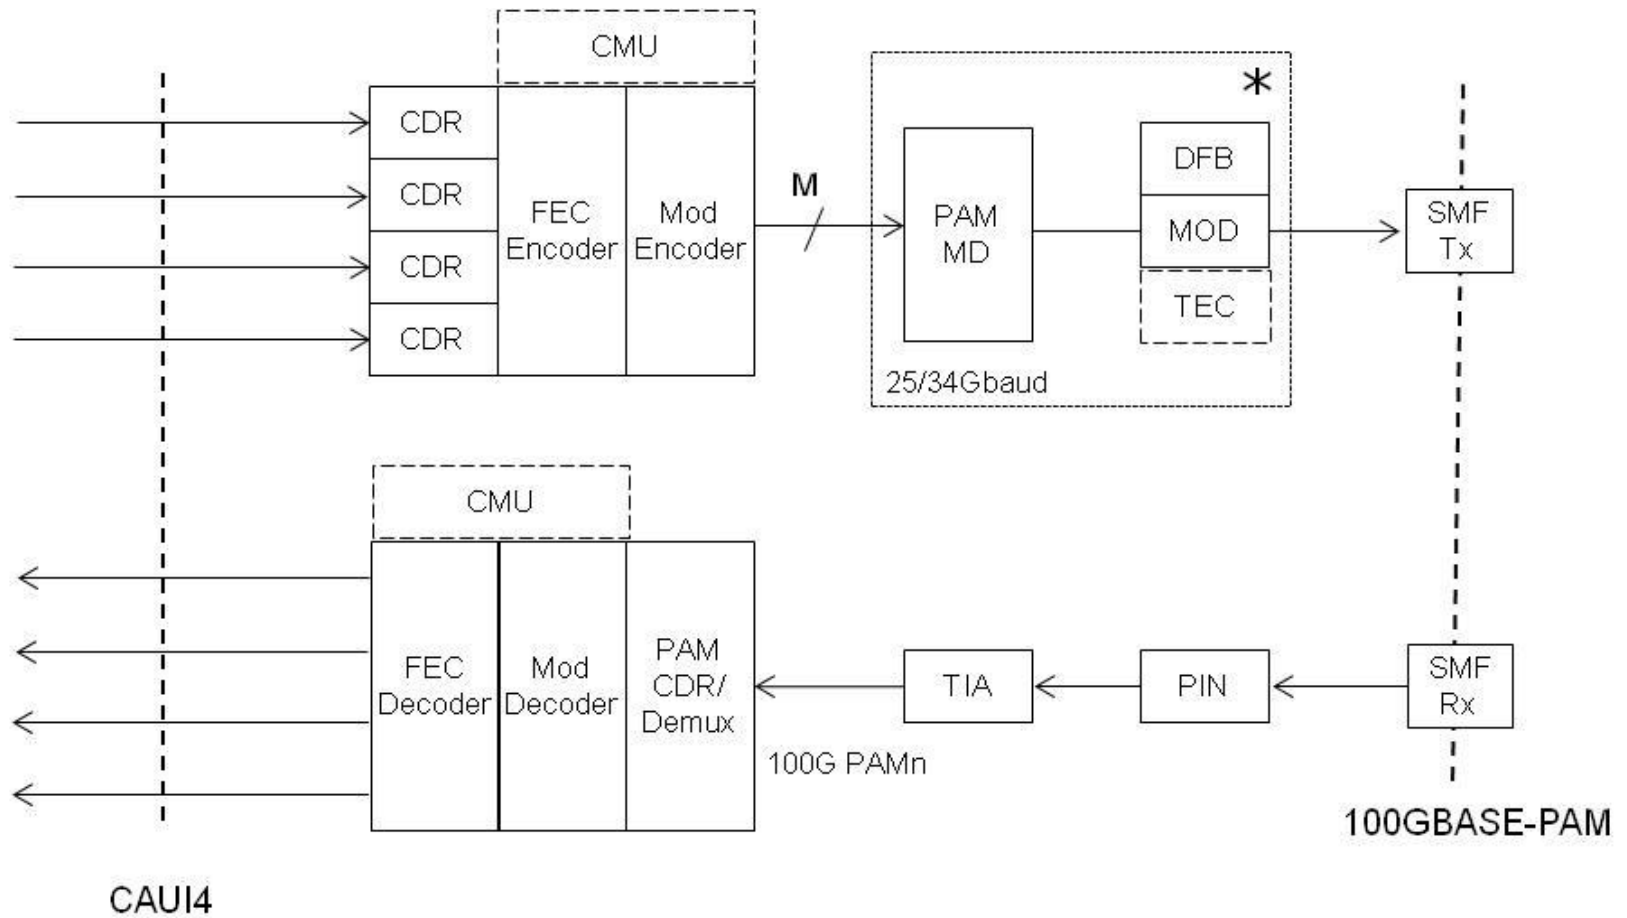 CMU
*
CDR
CDR
CDR
CDR
FEC
Encoder
Mod
Encoder
M
PAM
MD
DFB
MOD
TEC
25/34Gbaud
SMF
Tx
CMU
FEC
Decoder
Mod
Decoder
PAM
CDR/
Demux
TIA
PIN
SMF
Rx
100G PAMn
100GBASE-PAM
CAUI4